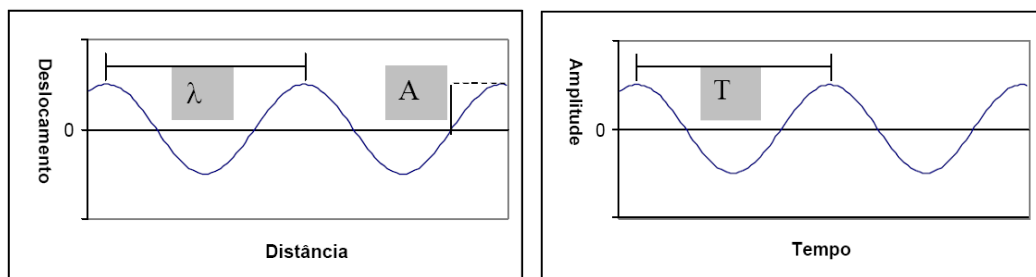 Deslocamento
0
λ
A
Distância
Amplitude
0
T
Tempo